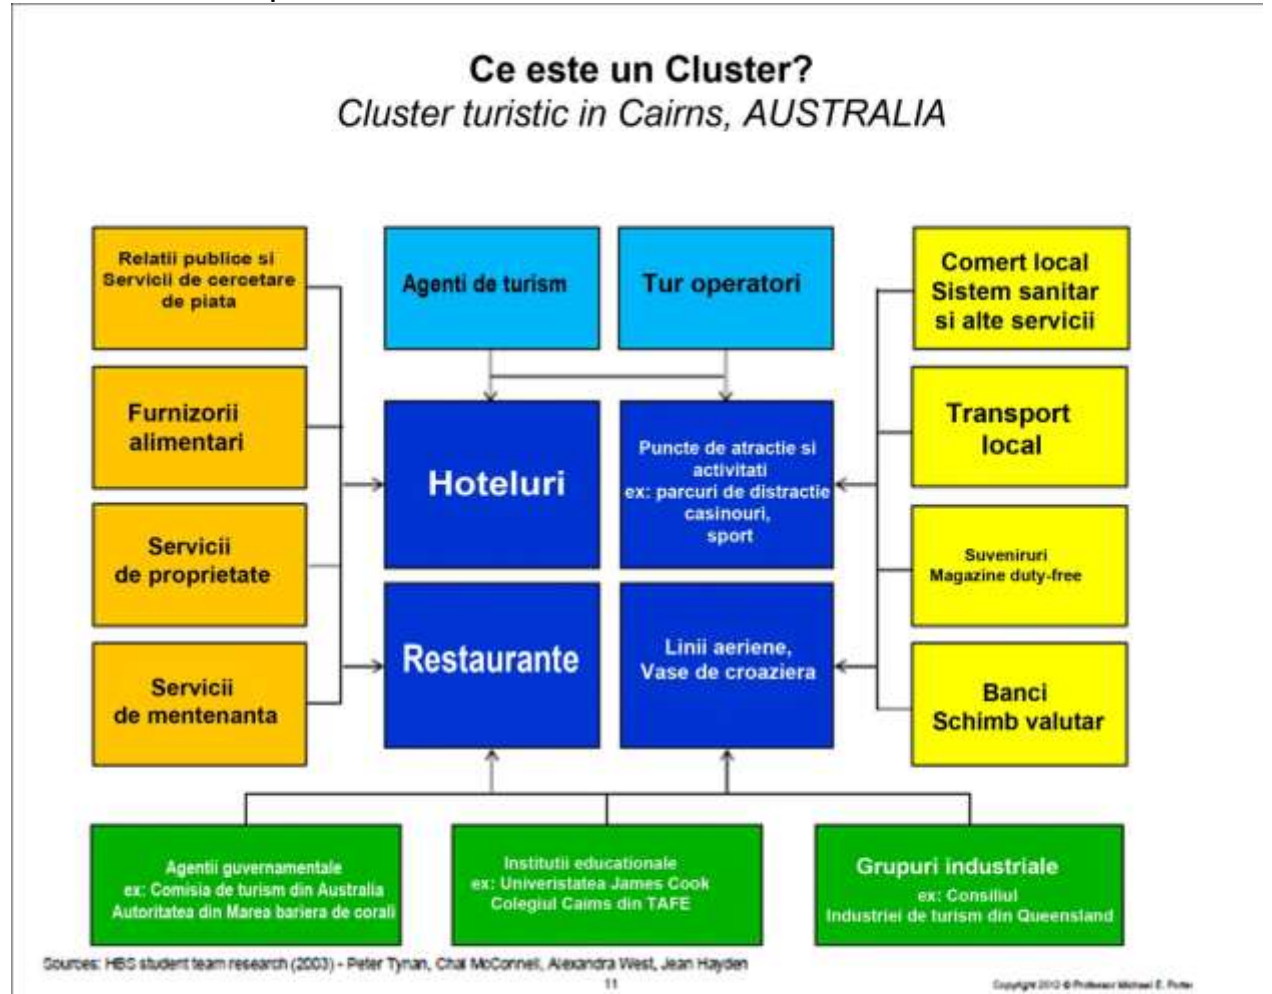 Ce este un Cluster?
Cluster turistic in Cairns, AUSTRALIA
Relatii publice si
Servicii de cercetare
de piata
Agenti de turism
Tur operatori
Comert local
Sistem sanitar
si alte servicii
Furnizorii
alimentari
Hoteluri
Puncte de atractie si
activitati
ex: parcuri de distractie
casinouri,
sport
Transport
local
Servicii
de proprietate
Suveniruri
Magazine duty-free
Servicii
de mentenanta
Restaurante
Linii aeriene,
Vase de croaziera
Banci
Schimb valutar
Agentii guvernamentale
ex: Comisia de turism din Australia
Autoritatea din Marea bariera de corali
Institutii educationale
ex: Univeristatea James Cook
Colegiul Cairns din TAFE
Grupuri industriale
ex: Consiliul
Industriei de turism din Queensland
Sources: HBS student team research (2003) - Peter Tynan, Chai McConnell, Alexandra West, Jean Hayden
11
Copyright 2012 © Professor Michael E. Porter